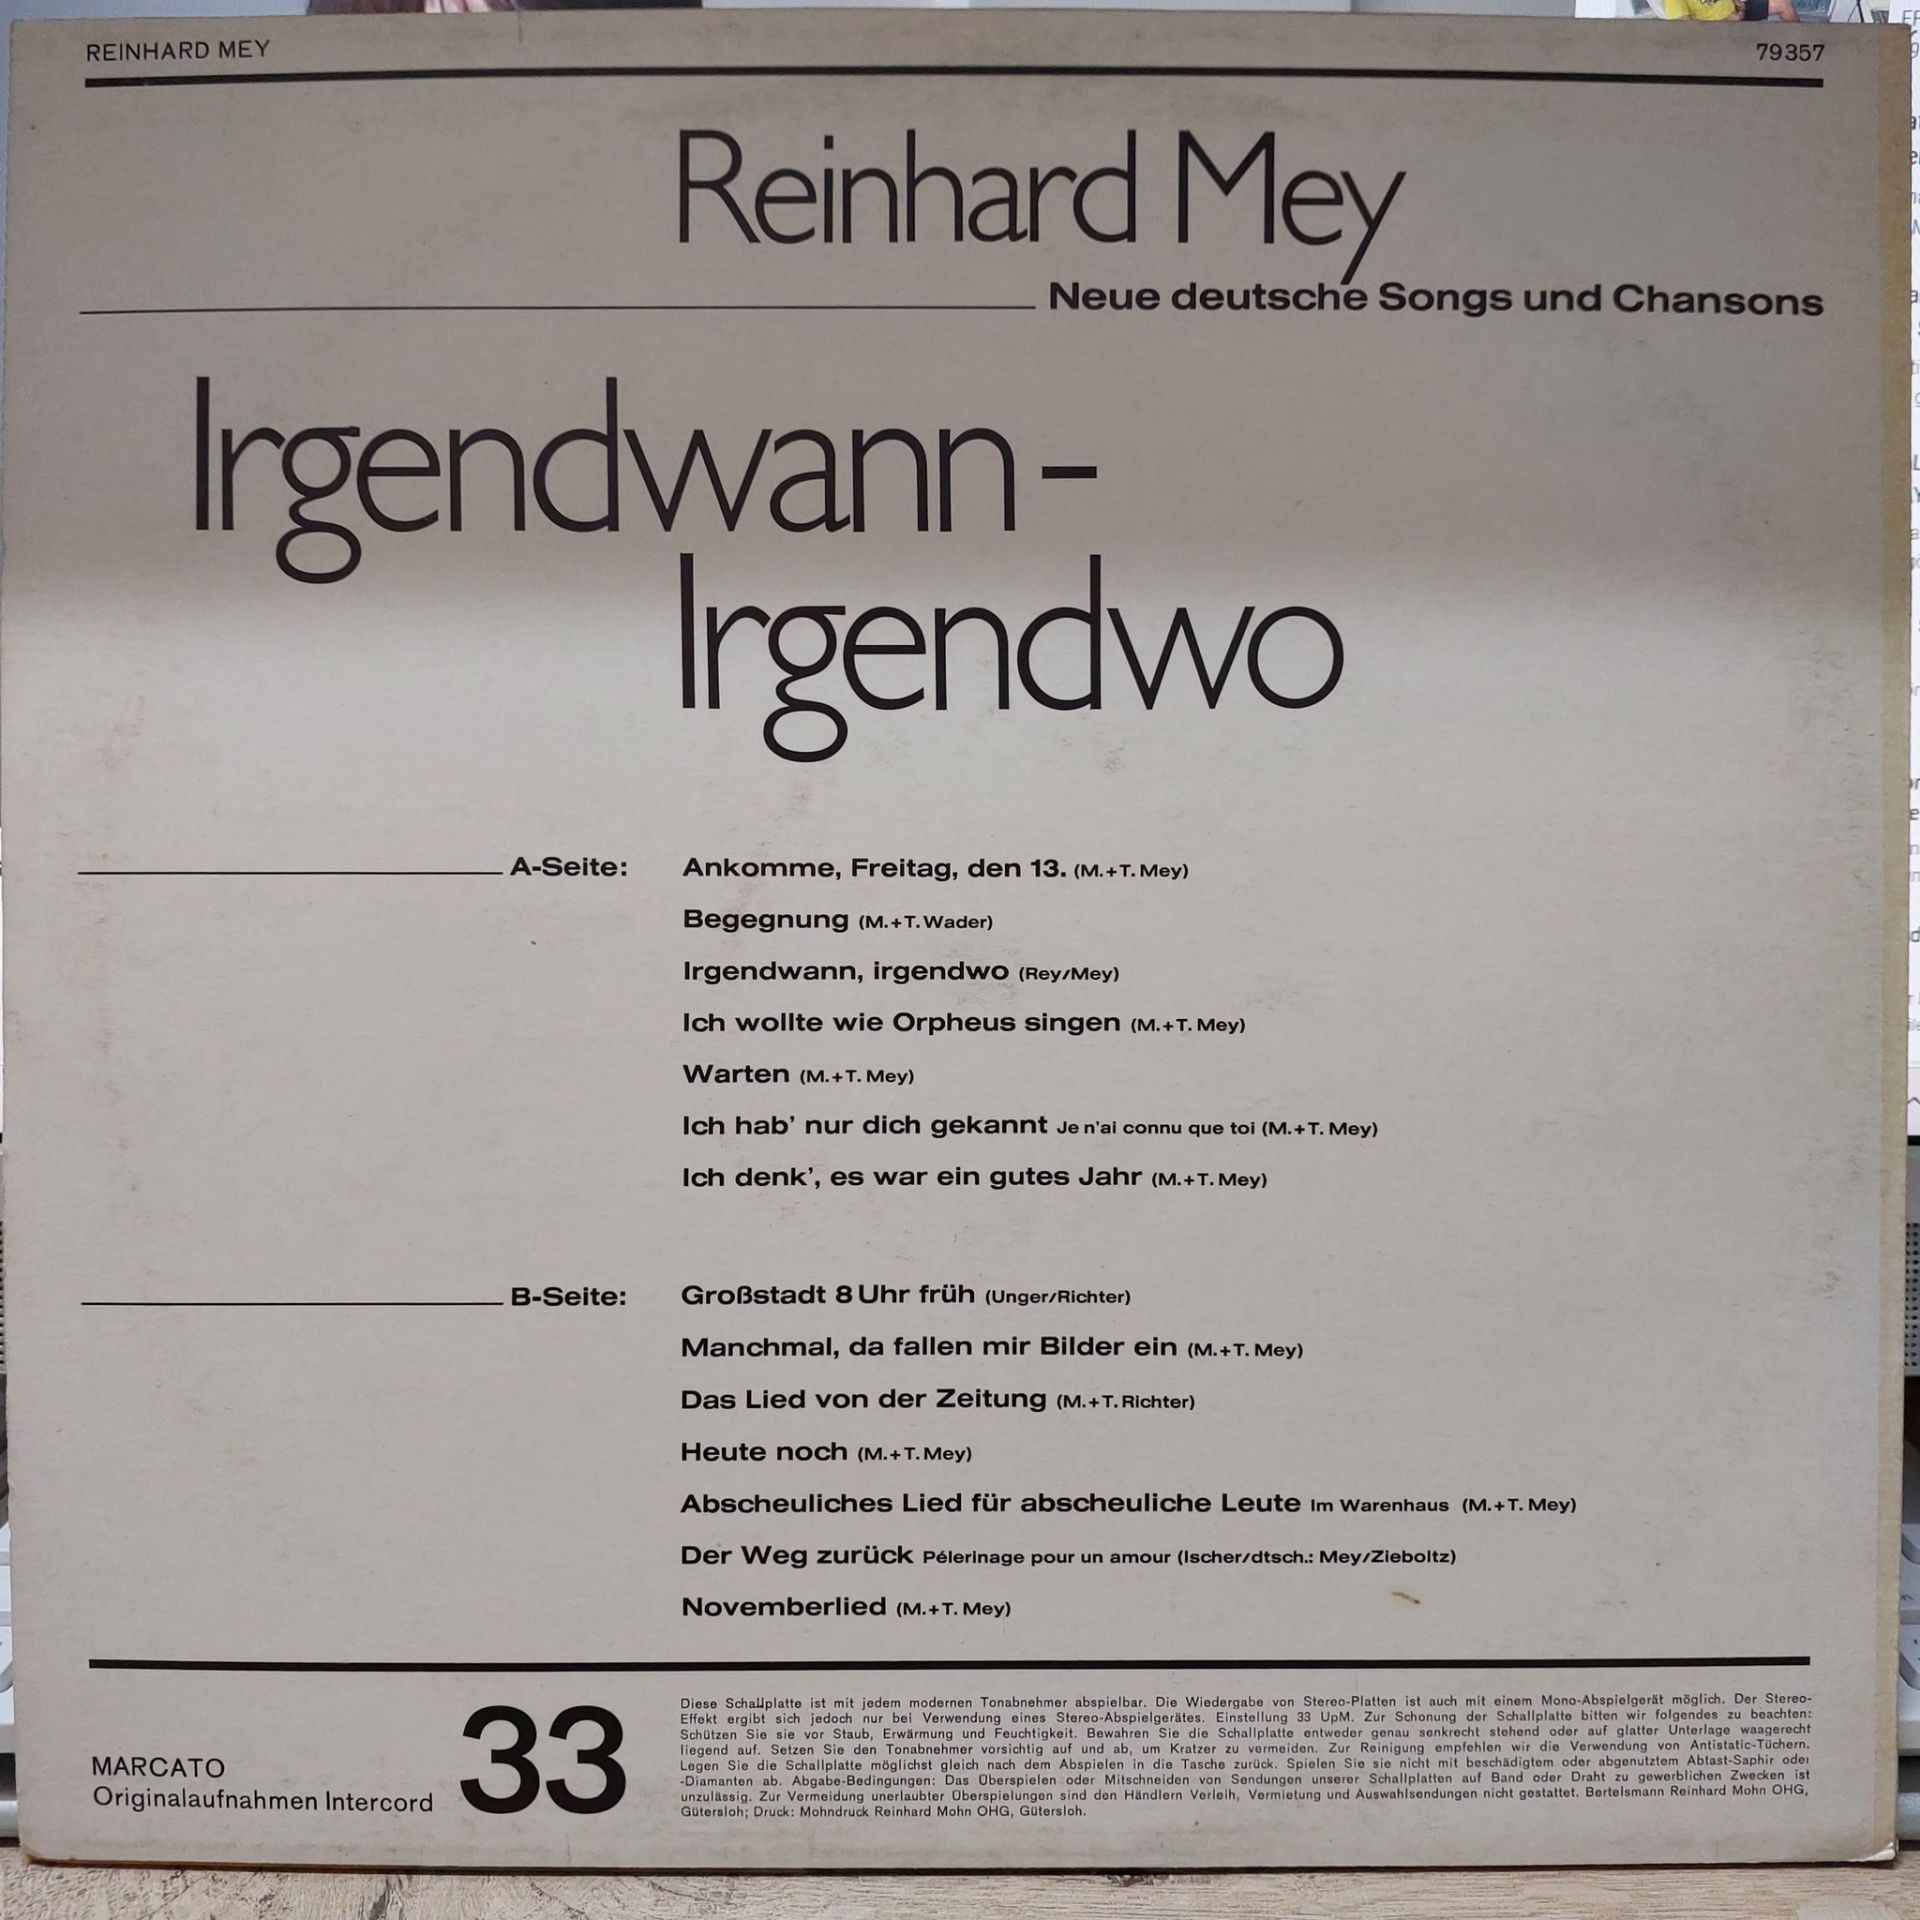 REINHARD MEY
79357
Reinhard Mey
Neue deutsche Songs und Chansons
Irgendwann-
Irgendwo
A-Seite:
Ankomme, Freitag, den 13. (M.+T. Mey)
Begegnung (M.+T. Wader)
Irgendwann, irgendwo (Rey/Mey)
Ich wollte wie Orpheus singen (M.+T. Mey)
Warten (M.+T. Mey)
Ich hab’ nur dich gekannt Je n'ai connu que toi (M.+T. Mey)
Ich denk’, es war ein gutes Jahr (M.+T. Mey)
B-Seite:
Großstadt 8 Uhr früh (Unger/Richter)
Manchmal, da fallen mir Bilder ein (M.+T. Mey)
Das Lied von der Zeitung (M.+T. Richter)
Heute noch (M.+T. Mey)
Abscheuliches Lied für abscheuliche Leute Im Warenhaus (M.+T. Mey)
Der Weg zurück Pélerinage pour un amour (Ischer/dtsch.: Mey/Zieboltz)
Novemberlied (M.+T. Mey)
MARCATO
Originalaufnahmen Intercord
33
Diese Schallplatte ist mit jedem modernen Tonabnehmer abspielbar. Die Wiedergabe von Stereo-Platten ist auch mit einem Mono-Abspielgerät möglich. Der Stereo-
Effekt ergibt sich jedoch nur bei Verwendung eines Stereo-Abspielgerätes. Einstellung 33 UpM. Zur Schonung der Schallplatte bitten wir folgendes zu beachten:
Schützen Sie sie vor Staub, Erwärmung und Feuchtigkeit. Bewahren Sie die Schallplatte entweder genau senkrecht stehend oder auf glatter Unterlage waagerecht
liegend auf. Setzen Sie den Tonabnehmer vorsichtig auf und ab, um Kratzer zu vermeiden. Zur Reinigung empfehlen wir die Verwendung von Antistatic-Tüchern.
Legen Sie die Schallplatte möglichst gleich nach dem Abspielen in die Tasche zurück. Spielen Sie sie nicht mit beschädigtem oder abgenutztem Abtast-Saphir oder
-Diamanten ab. Abgabe-Bedingungen: Das Überspielen oder Mitschneiden von Sendungen unserer Schallplatten auf Band oder Draht zu gewerblichen Zwecken ist
unzulässig. Zur Vermeidung unerlaubter Überspielungen sind den Händlern Verleih, Vermietung und Auswahlsendungen nicht gestattet. Bertelsmann Reinhard Mohn OHG,
Gütersloh; Druck: Mohndruck Reinhard Mohn OHG, Gütersloh.